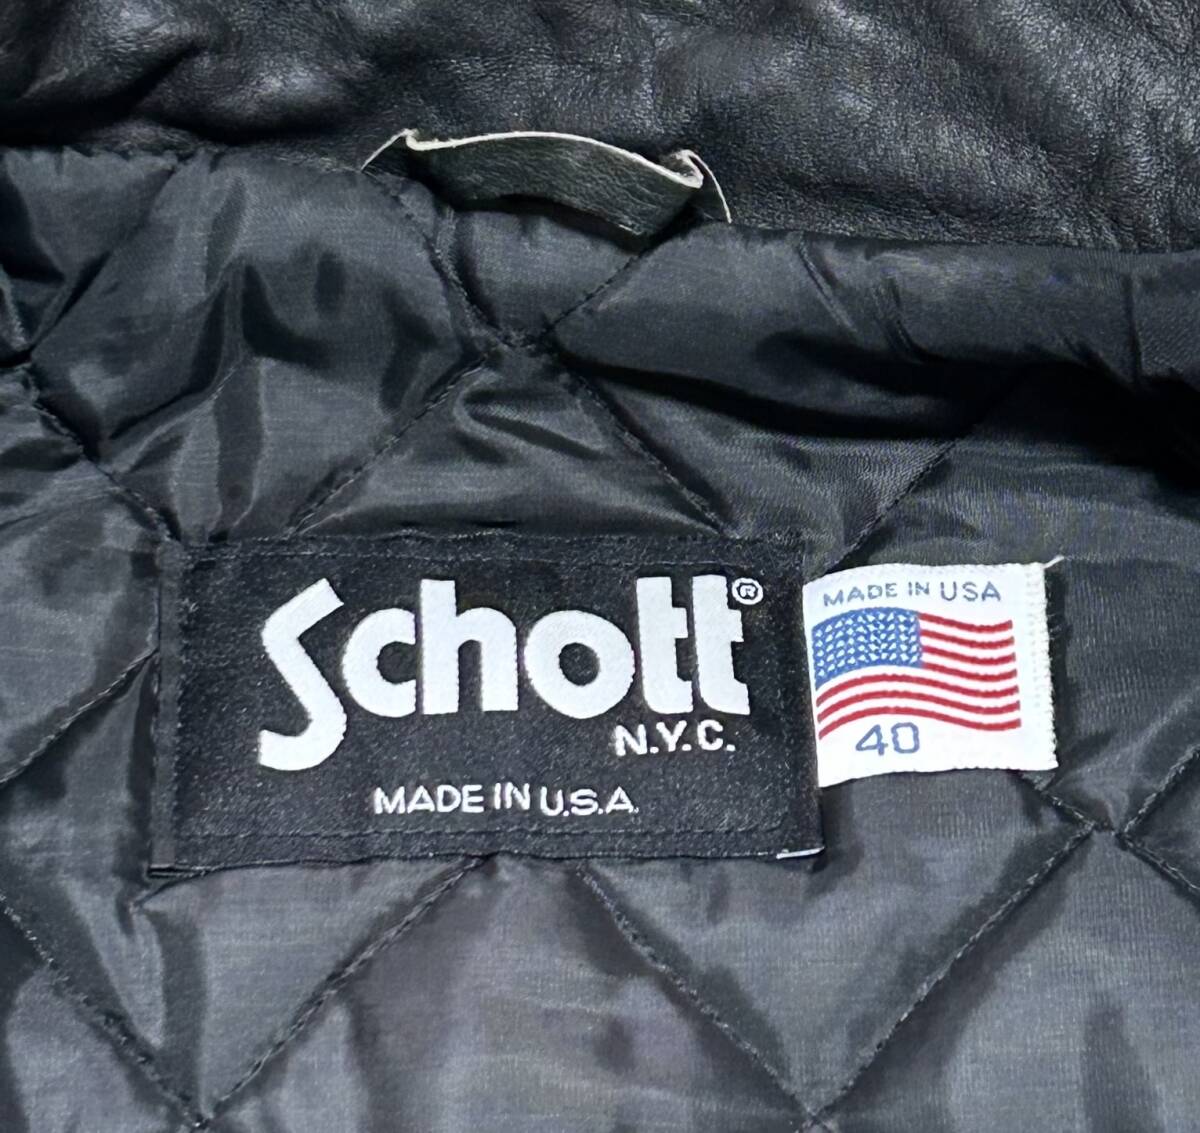 Schott®
N.Y.C.
MADE IN U.S.A.
MADE IN USA
40